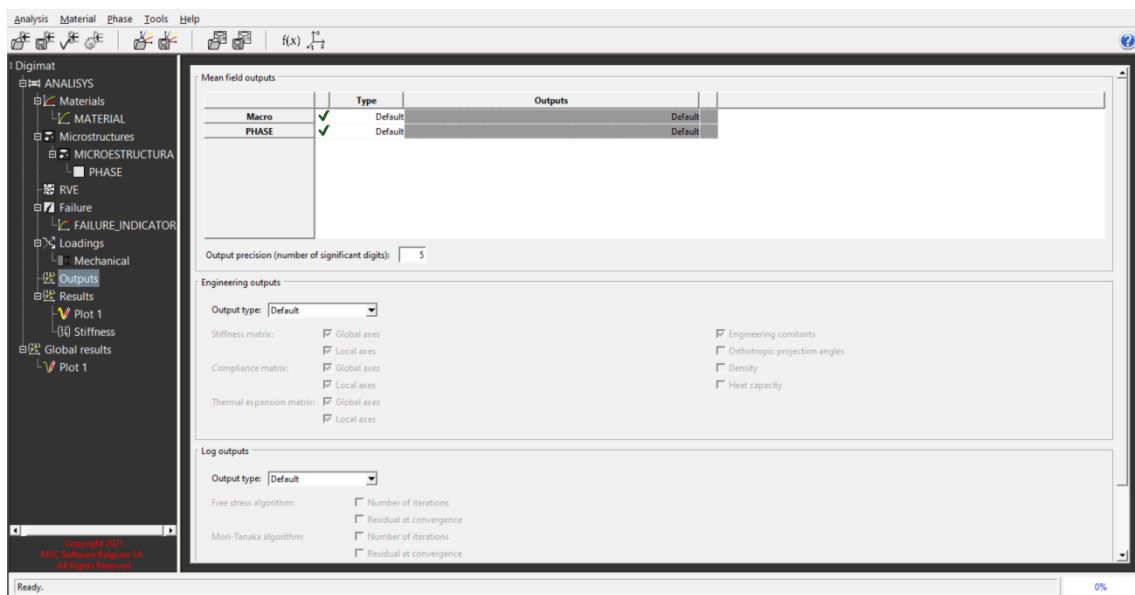 Analysis Material Phase Tools Help
f(x)
Digimat
ANALISYS
Materials
MATERIAL
Microstructures
MICROESTRUCTURA
PHASE
RVE
Failure
FAILURE_INDICATOR
Loadings
Mechanical
Outputs
Results
Plot 1
Stiffness
Global results
Plot 1
Copyright 2021
MSC Software Belgium SA
All Rights Reserved
Mean field outputs
Type Outputs
Macro Default Default
PHASE Default Default
Output precision (number of significant digits): 5
Engineering outputs
Output type: Default
Stiffness matrix: Global axes Engineering constants
Local axes Orthotropic projection angles
Compliance matrix: Global axes Density
Local axes Heat capacity
Thermal expansion matrix: Global axes
Local axes
Log outputs
Output type: Default
Free stress algorithm: Number of iterations
Residual at convergence
Mori-Tanaka algorithm: Number of iterations
Residual at convergence
Ready. 0%